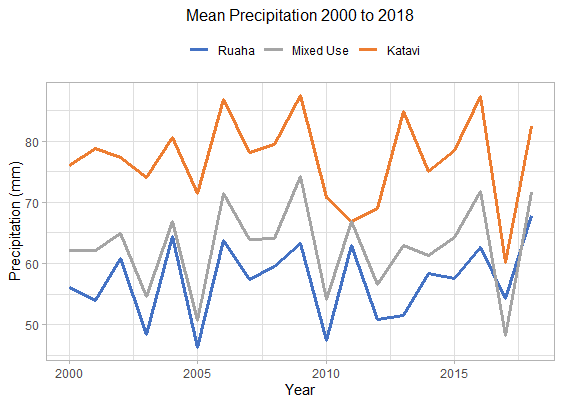 Mean Precipitation 2000 to 2018
Ruaha Mixed Use Katavi
Precipitation (mm)
80
70
60
50
2000 2005 2010 2015
Year